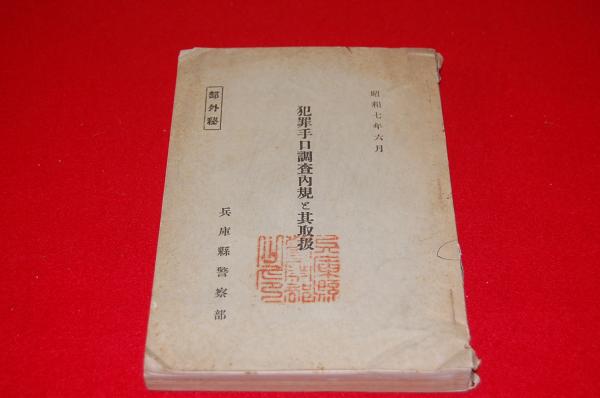 昭和七年六月
犯罪手口調査内規と其取扱
部外秘
兵庫縣警察部